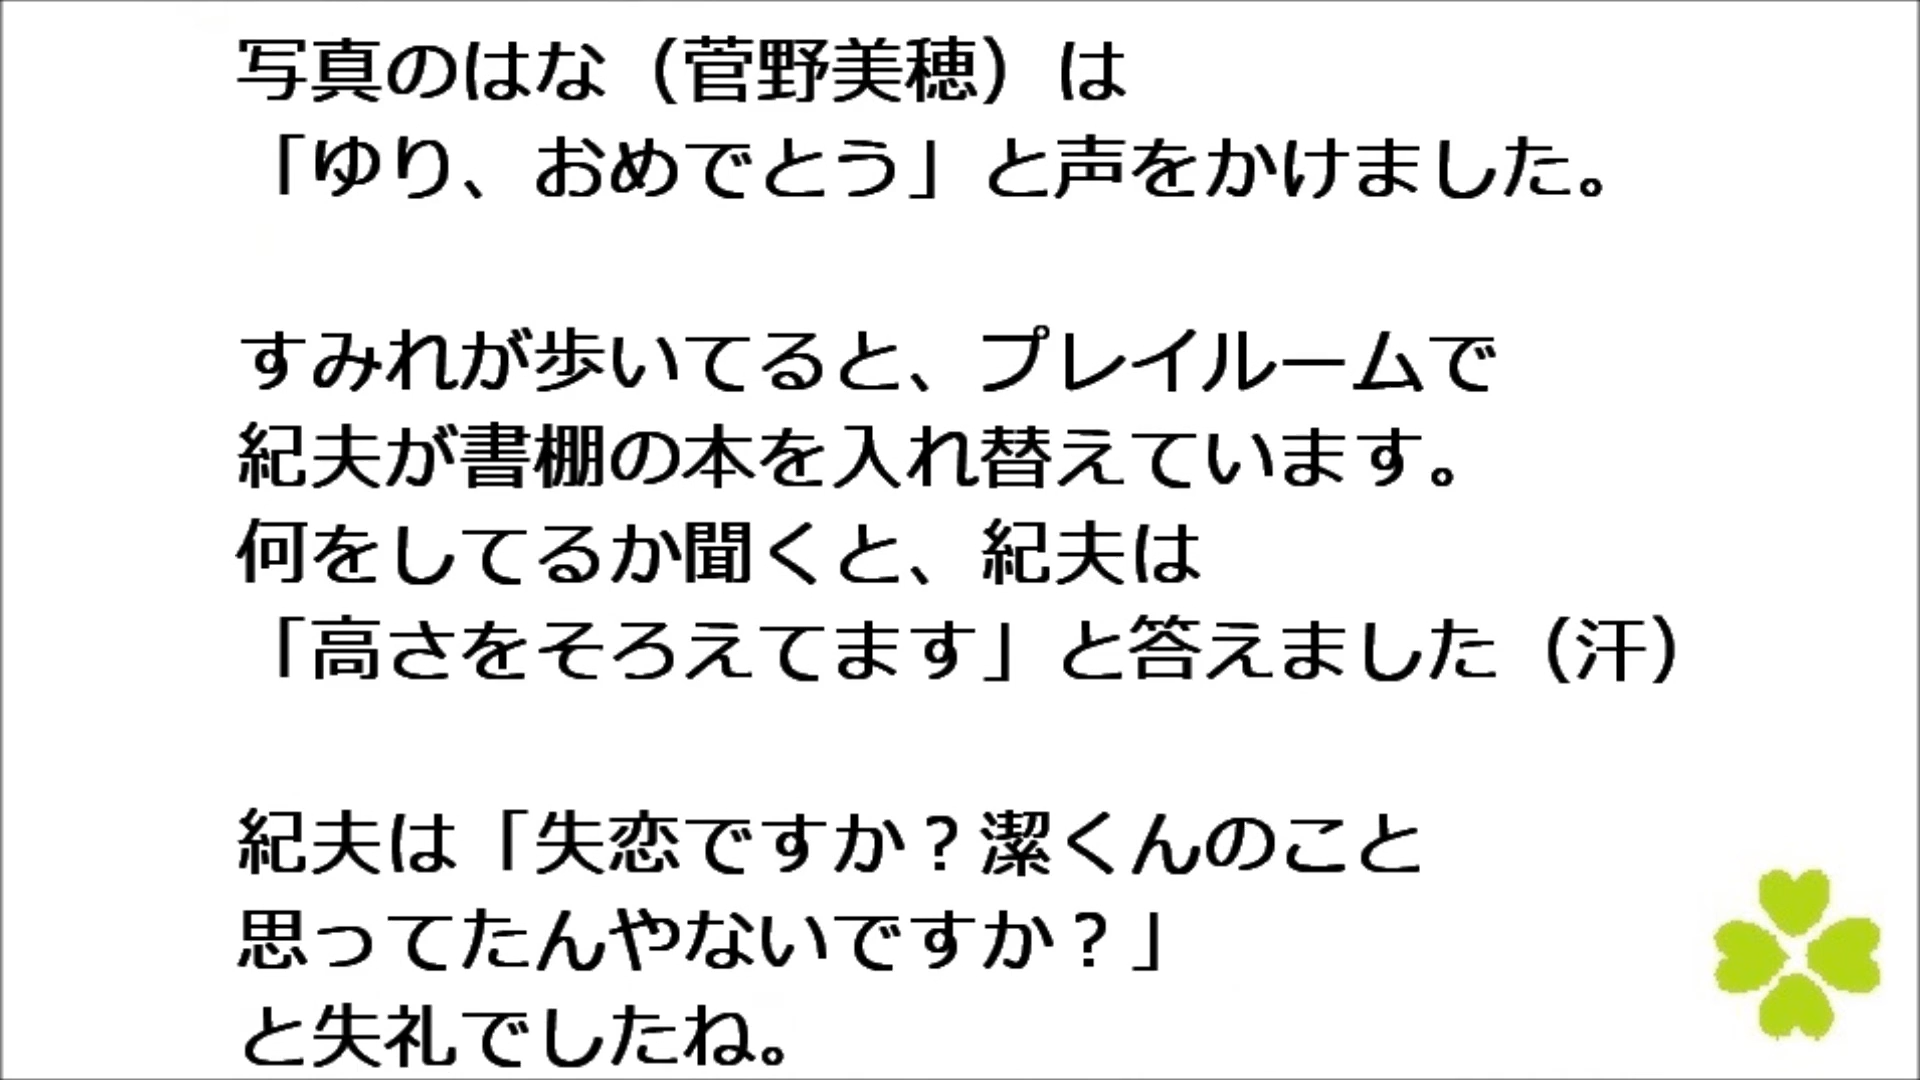 写真のはな（菅野美穂）は
「ゆり、おめでとう」と声をかけました。
すみれが歩いてると、プレイルームで
紀夫が書棚の本を入れ替えています。
何をしてるか聞くと、紀夫は
「高さをそろえてます」と答えました（汗）
紀夫は「失恋ですか？潔くんのこと
思ってたんやないですか？」
と失礼でしたね。